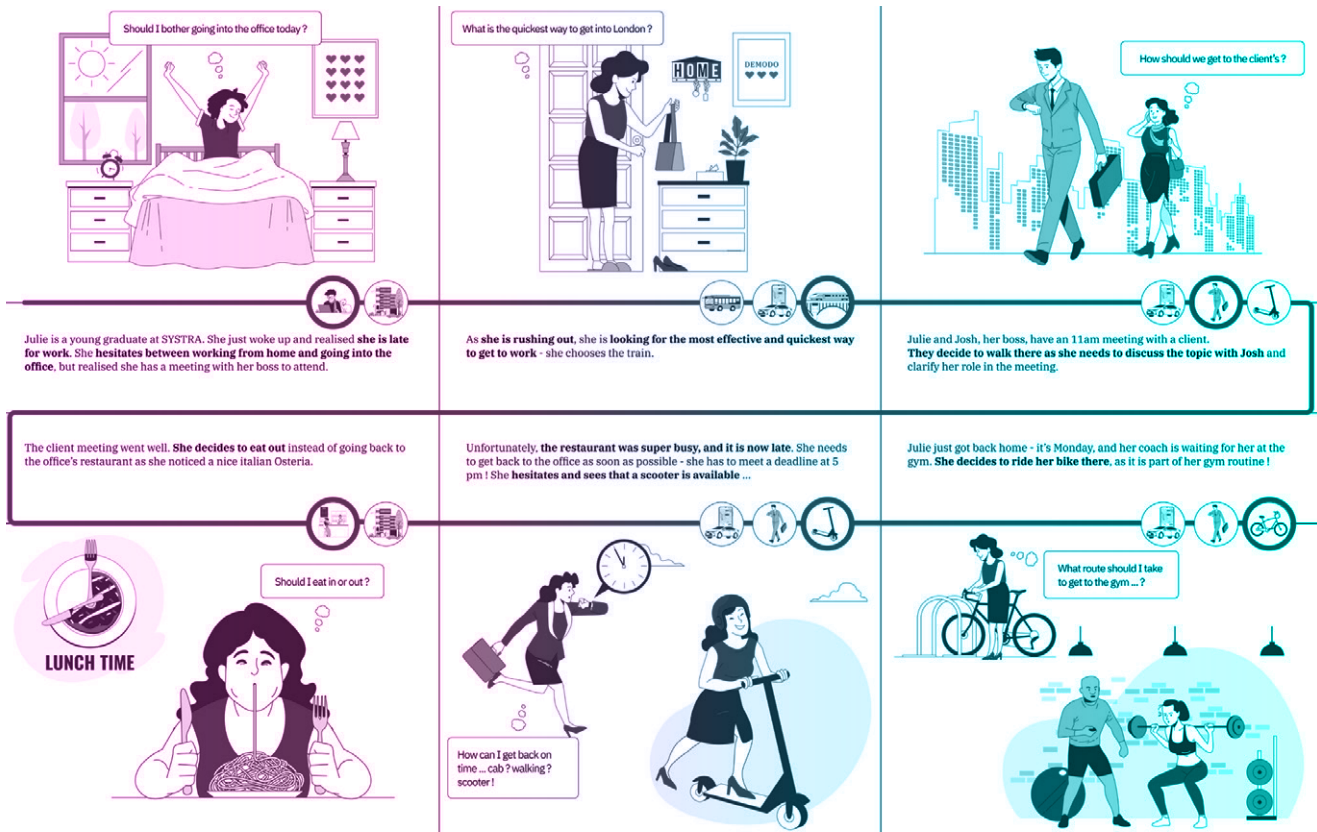 Should I bother going into the office today ?
What is the quickest way to get into London ?
HOME
DEMODO
How should we get to the client's ?
Julie is a young graduate at SYSTRA. She just woke up and realised she is late
for work. She hesitates between working from home and going into the
office, but realised she has a meeting with her boss to attend.
As she is rushing out, she is looking for the most effective and quickest way
to get to work - she chooses the train.
Julie and Josh, her boss, have an 11am meeting with a client.
They decide to walk there as she needs to discuss the topic with Josh and
clarify her role in the meeting.
The client meeting went well. She decides to eat out instead of going back to
the office's restaurant as she noticed a nice italian Osteria.
Unfortunately, the restaurant was super busy, and it is now late. She needs
to get back to the office as soon as possible - she has to meet a deadline at 5
pm ! She hesitates and sees that a scooter is available ...
Julie just got back home - it's Monday, and her coach is waiting for her at the
gym. She decides to ride her bike there, as it is part of her gym routine !
LUNCH TIME
Should I eat in or out ?
How can I get back on
time ... cab ? walking ?
scooter !
What route should I take
to get to the gym ... ?